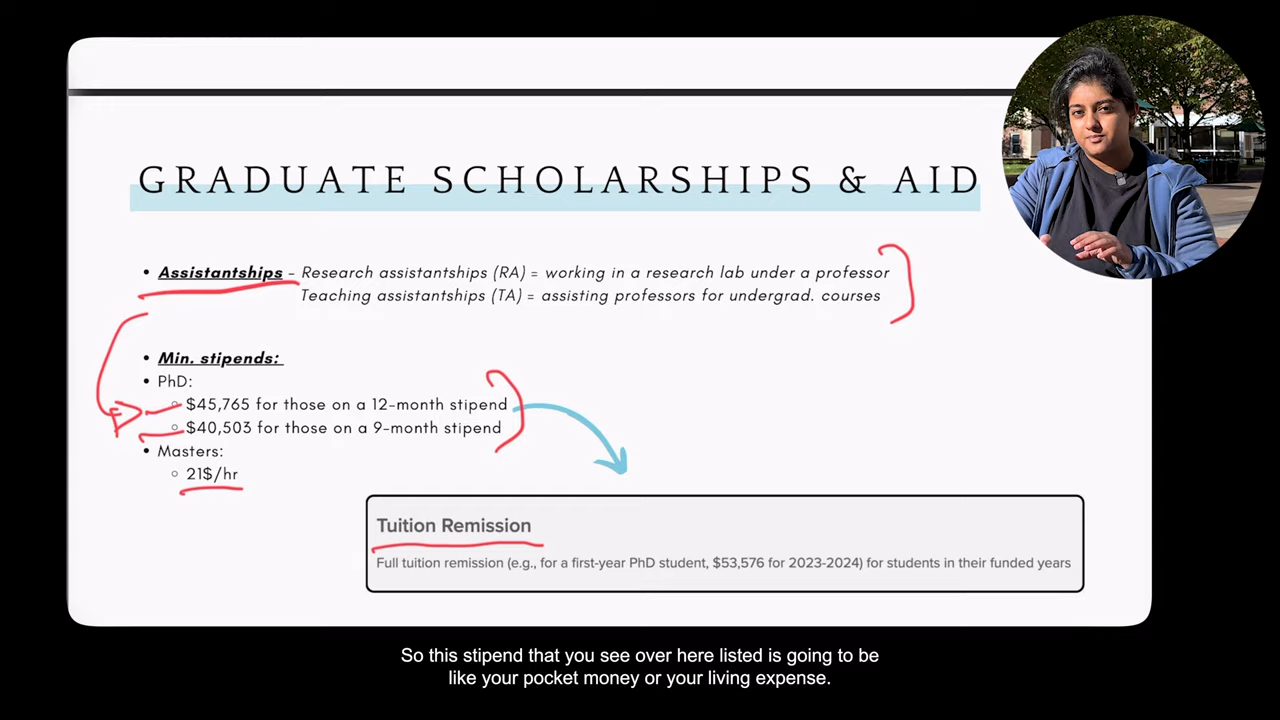 GRADUATE SCHOLARSHIPS & AID
• Assistantships - Research assistantships (RA) = working in a research lab under a professor
Teaching assistantships (TA) = assisting professors for undergrad. courses
• Min. stipends:
• PhD:
◦ $45,765 for those on a 12-month stipend
◦ $40,503 for those on a 9-month stipend
• Masters:
◦ 21$/hr
Tuition Remission
Full tuition remission (e.g., for a first-year PhD student, $53,576 for 2023-2024) for students in their funded years
So this stipend that you see over here listed is going to be
like your pocket money or your living expense.